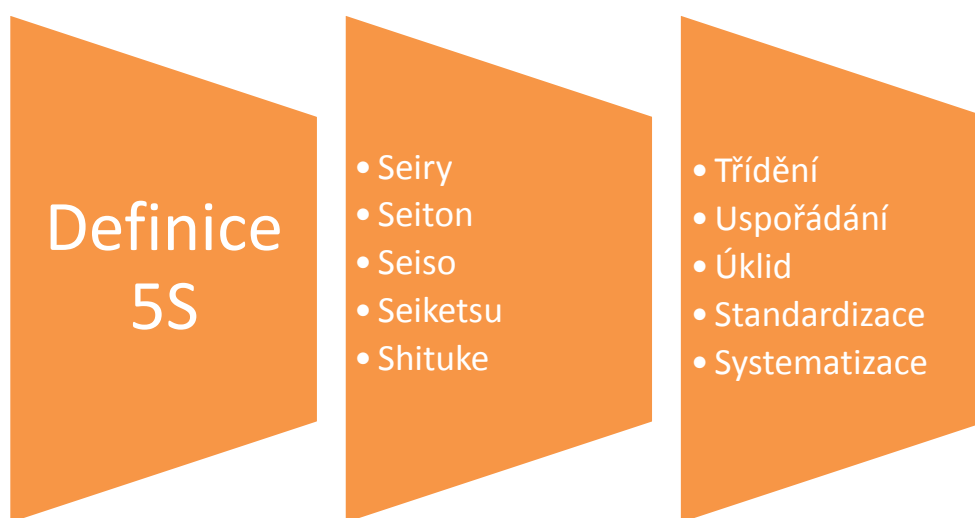 Definice
5S
• Seiry
• Seiton
• Seiso
• Seiketsu
• Shituke
• Třídění
• Uspořádání
• Úklid
• Standardizace
• Systematizace